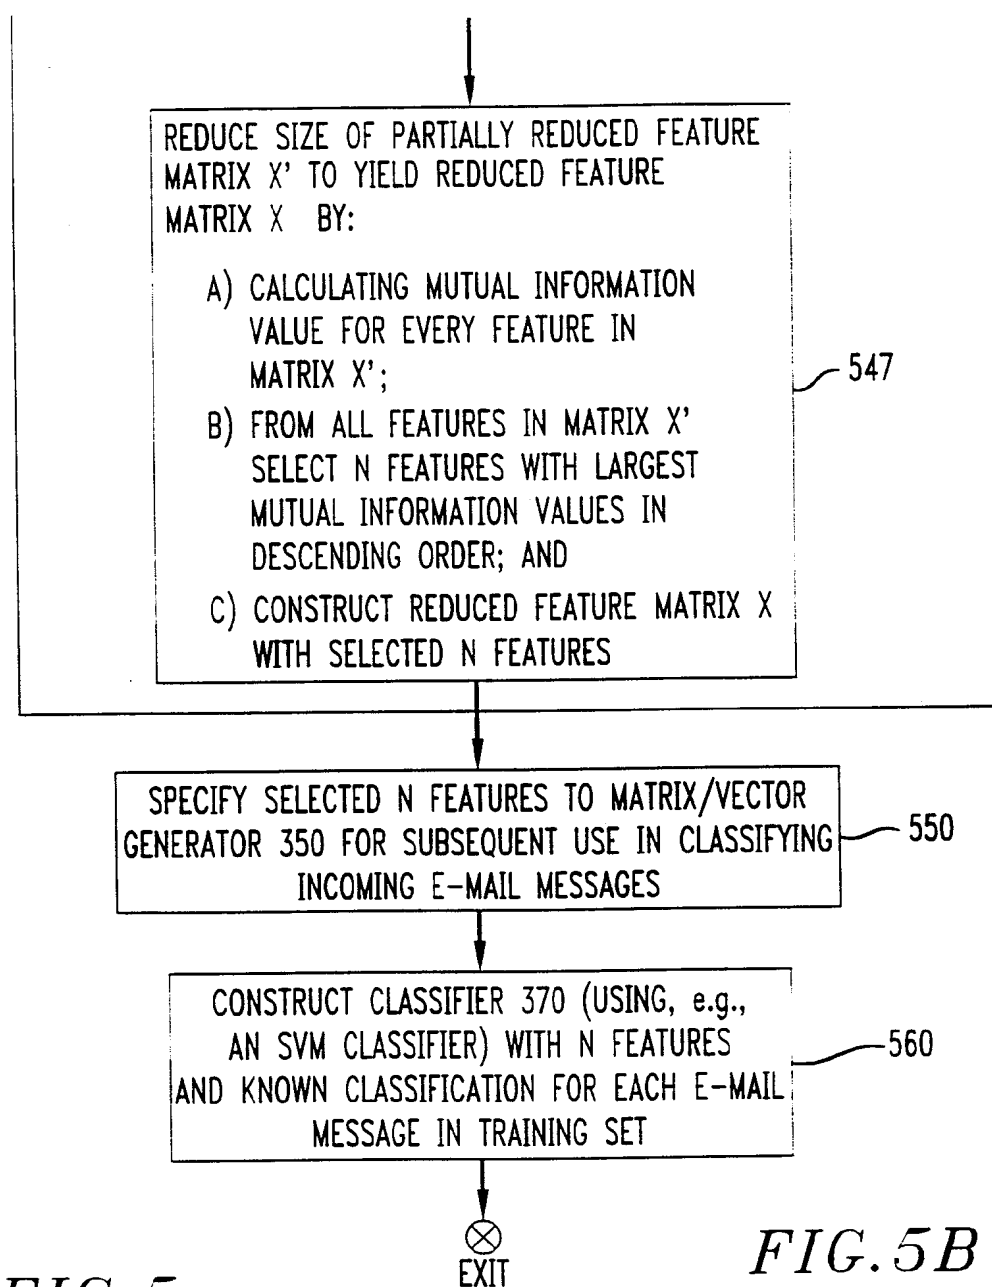 REDUCE SIZE OF PARTIALLY REDUCED FEATURE
MATRIX X' TO YIELD REDUCED FEATURE
MATRIX X BY:
A) CALCULATING MUTUAL INFORMATION
VALUE FOR EVERY FEATURE IN
MATRIX X';
B) FROM ALL FEATURES IN MATRIX X'
SELECT N FEATURES WITH LARGEST
MUTUAL INFORMATION VALUES IN
DESCENDING ORDER; AND
C) CONSTRUCT REDUCED FEATURE MATRIX X
WITH SELECTED N FEATURES
547
SPECIFY SELECTED N FEATURES TO MATRIX/VECTOR
GENERATOR 350 FOR SUBSEQUENT USE IN CLASSIFYING
INCOMING E-MAIL MESSAGES
550
CONSTRUCT CLASSIFIER 370 (USING, e.g.,
AN SVM CLASSIFIER) WITH N FEATURES
AND KNOWN CLASSIFICATION FOR EACH E-MAIL
MESSAGE IN TRAINING SET
560
EXIT
FIG.5B